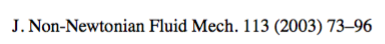 J. Non-Newtonian Fluid Mech. 113 (2003) 73–96